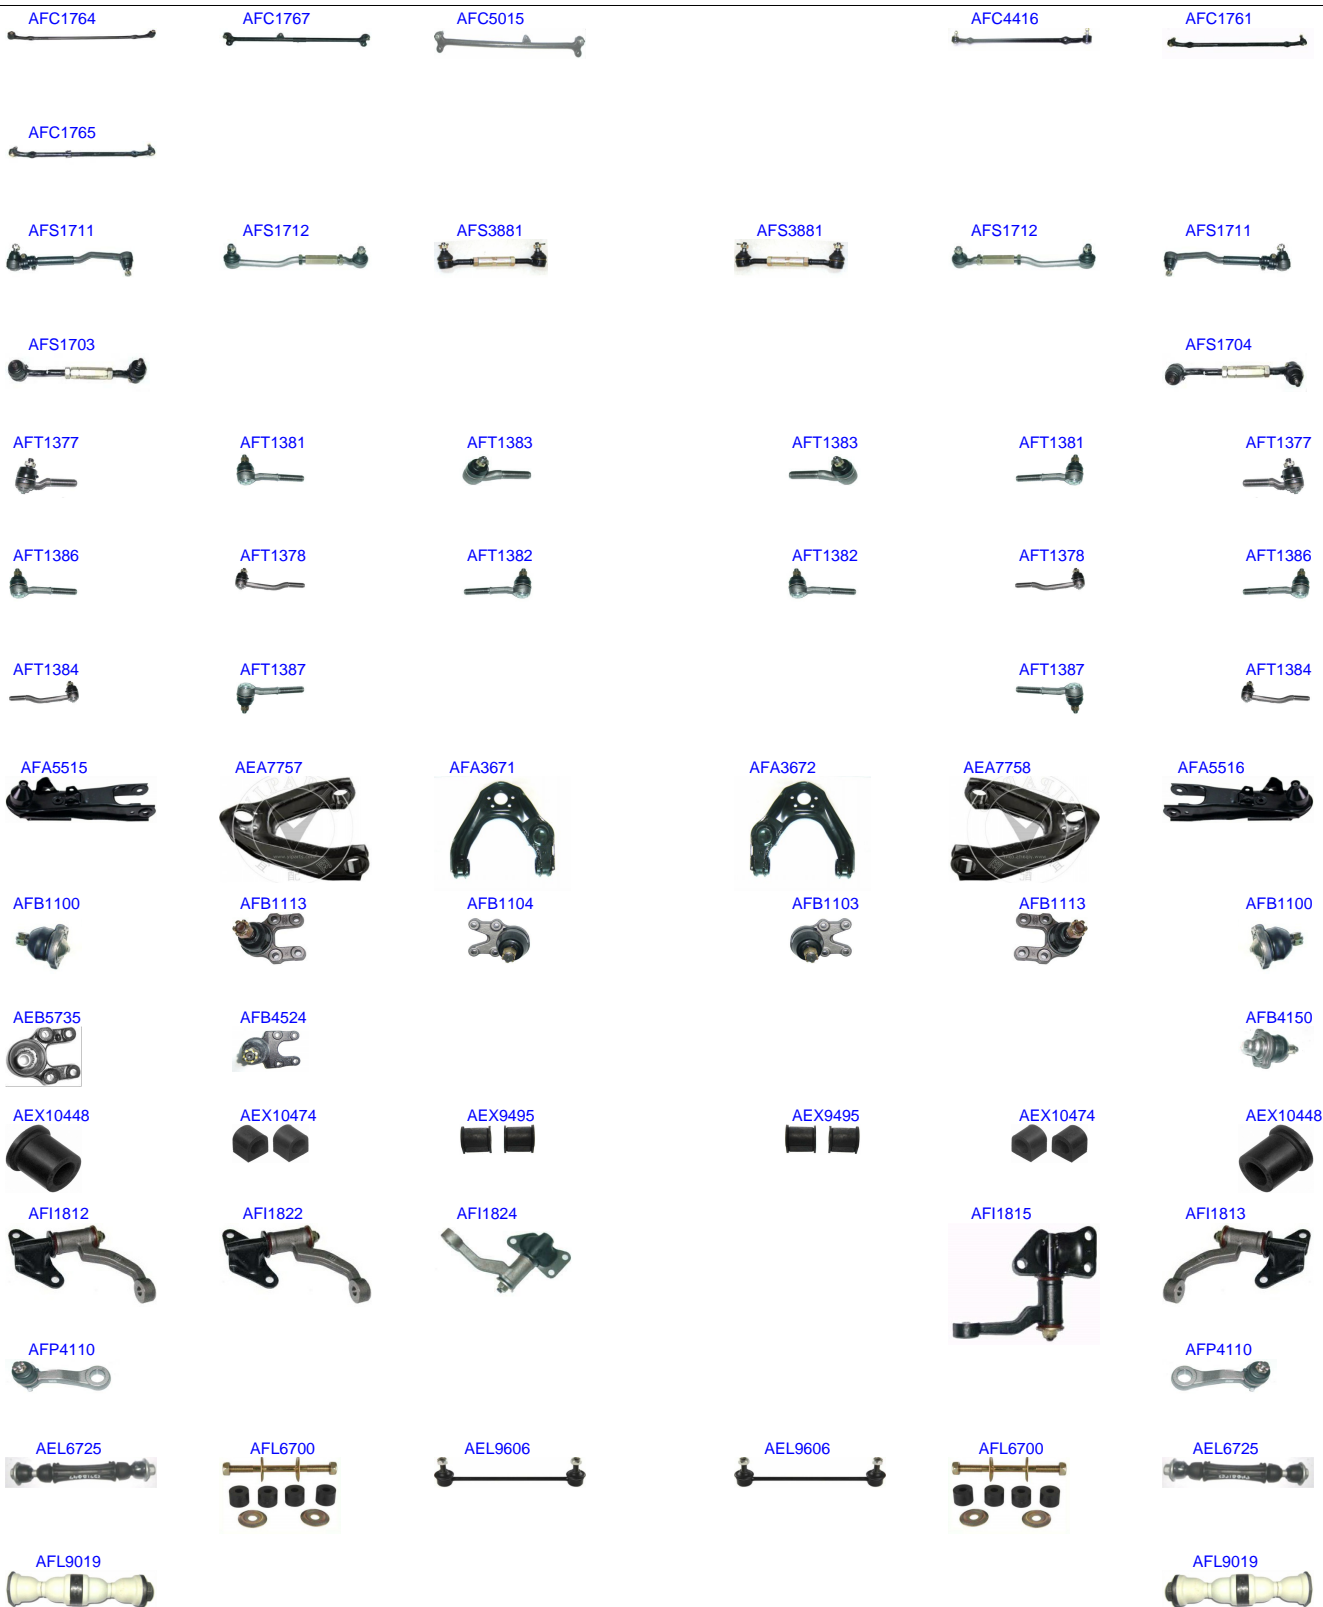 AFC1764 AFC1767 AFC5015 AFC4416 AFC1761
AFC1765
AFS1711 AFS1712 AFS3881 AFS3881 AFS1712 AFS1711
AFS1703 AFS1704
AFT1377 AFT1381 AFT1383 AFT1383 AFT1381 AFT1377
AFT1386 AFT1378 AFT1382 AFT1382 AFT1378 AFT1386
AFT1384 AFT1387 AFT1387 AFT1384
AFA5515 AEA7757 AFA3671 AFA3672 AEA7758 AFA5516
AFB1100 AFB1113 AFB1104 AFB1103 AFB1113 AFB1100
AEB5735 AFB4524 AFB4150
AEX10448 AEX10474 AEX9495 AEX9495 AEX10474 AEX10448
AFI1812 AFI1822 AFI1824 AFI1815 AFI1813
AFP4110 AFP4110
AEL6725 AFL6700 AEL9606 AEL9606 AFL6700 AEL6725
AFL9019 AFL9019